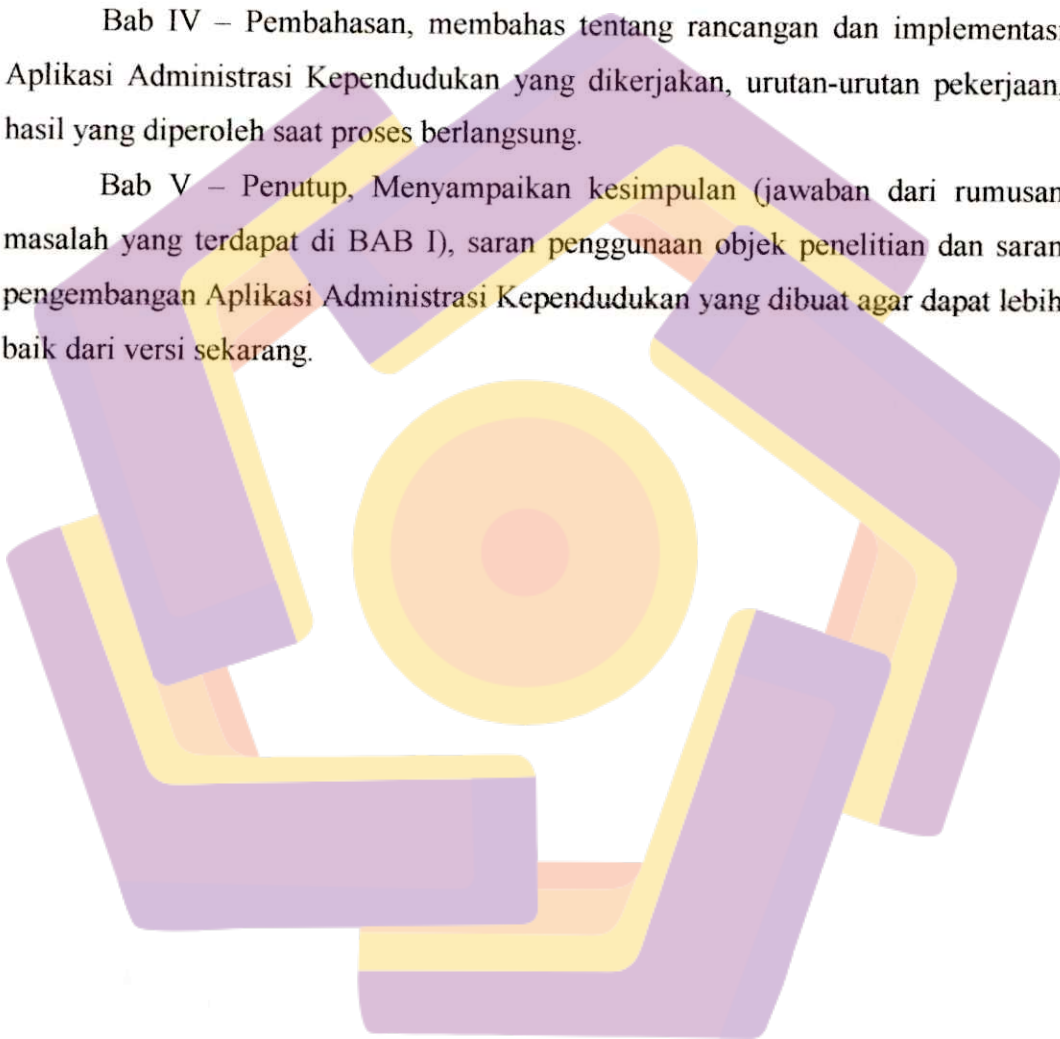 Bab IV – Pembahasan, membahas tentang rancangan dan implementasi
Aplikasi Administrasi Kependudukan yang dikerjakan, urutan-urutan pekerjaan,
hasil yang diperoleh saat proses berlangsung.
Bab V – Penutup, Menyampaikan kesimpulan (jawaban dari rumusan
masalah yang terdapat di BAB I), saran penggunaan objek penelitian dan saran
pengembangan Aplikasi Administrasi Kependudukan yang dibuat agar dapat lebih
baik dari versi sekarang.